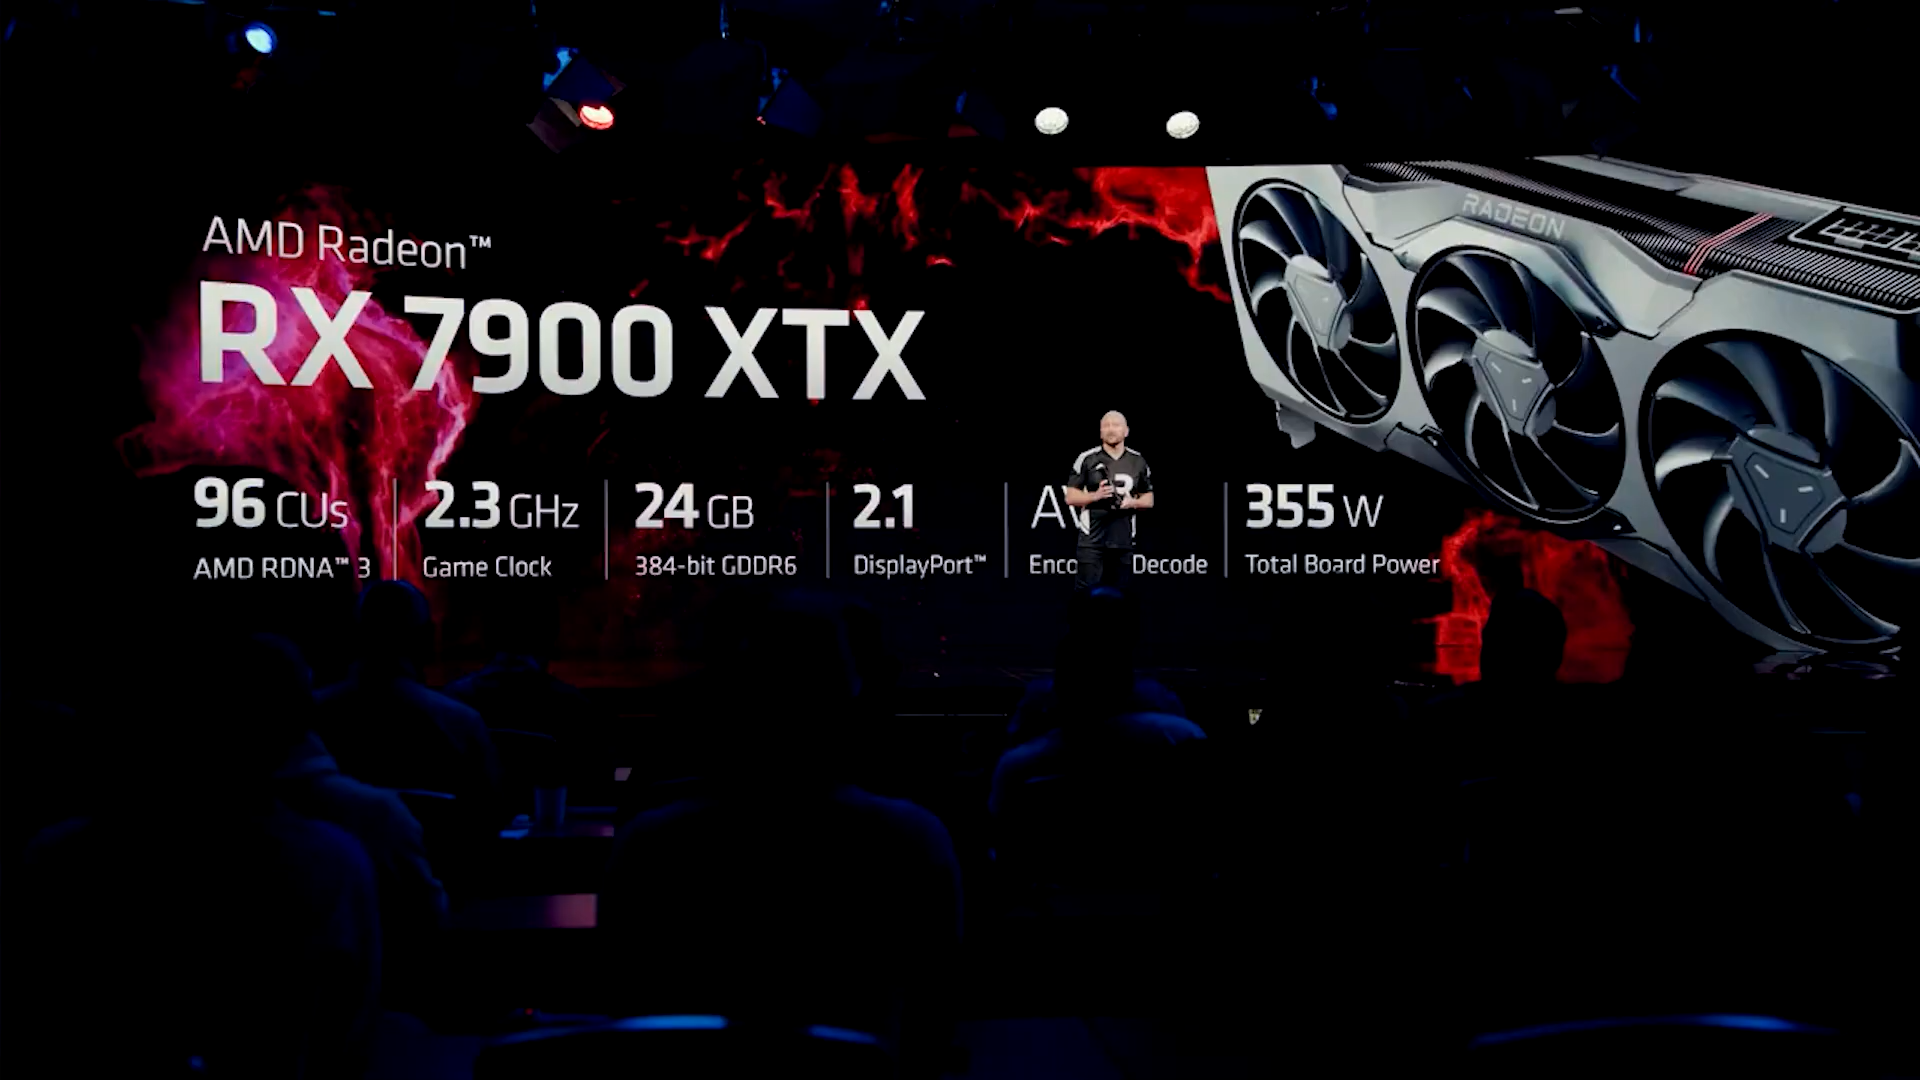 AMD Radeon™
RX 7900 XTX
96 CUs
AMD RDNA™ 3
2.3 GHz
Game Clock
24 GB
384-bit GDDR6
2.1
DisplayPort™
355 W
Decode
Total Board Power
RADEON